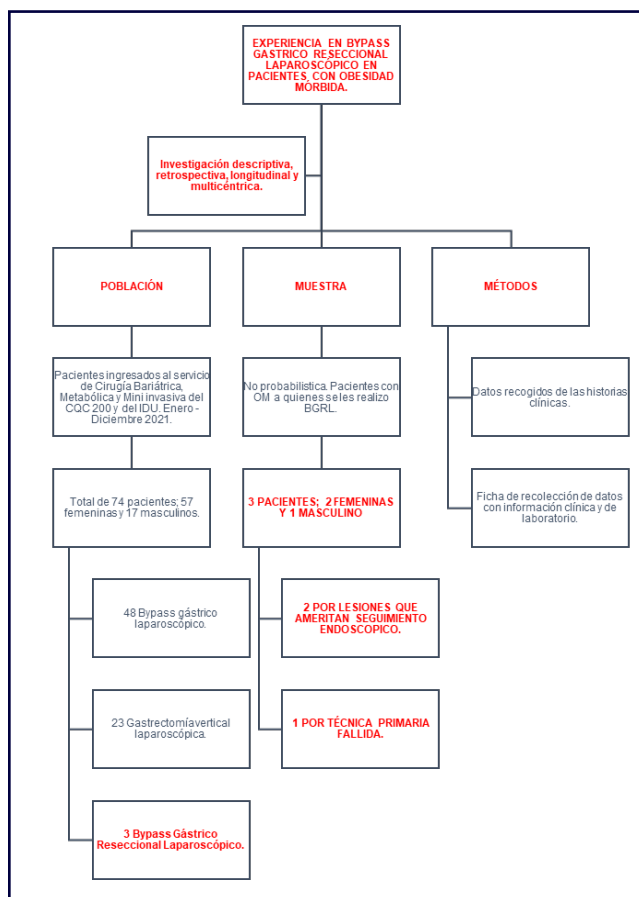 EXPERIENCIA EN BYPASS
GASTRICO RESECCIONAL
LAPAROSCÓPICO EN
PACIENTES CON OBESIDAD
MÓRBIDA.
Investigación descriptiva,
retrospectiva, longitudinal y
multicéntrica.
POBLACIÓN
Pacientes ingresados al servicio
de Cirugía Bariátrica,
Metabólica y Mini invasiva del
CQC 200 y del IDU. Enero -
Diciembre 2021.
Total de 74 pacientes; 57
femeninas y 17 masculinos.
48 Bypass gástrico
laparoscópico.
23 Gastrectomía vertical
laparoscópica.
3 Bypass Gástrico
Reseccional Laparoscópico.
MUESTRA
No probabilistica. Pacientes con
OM a quienes se les realizo
BGRL.
3 PACIENTES; 2 FEMENINAS
Y 1 MASCULINO
2 POR LESIONES QUE
AMERITAN SEGUIMIENTO
ENDOSCOPICO.
1 POR TÉCNICA PRIMARIA
FALLIDA.
MÉTODOS
Datos recogidos de las historias
clínicas.
Ficha de recolección de datos
con información clínica y de
laboratorio.